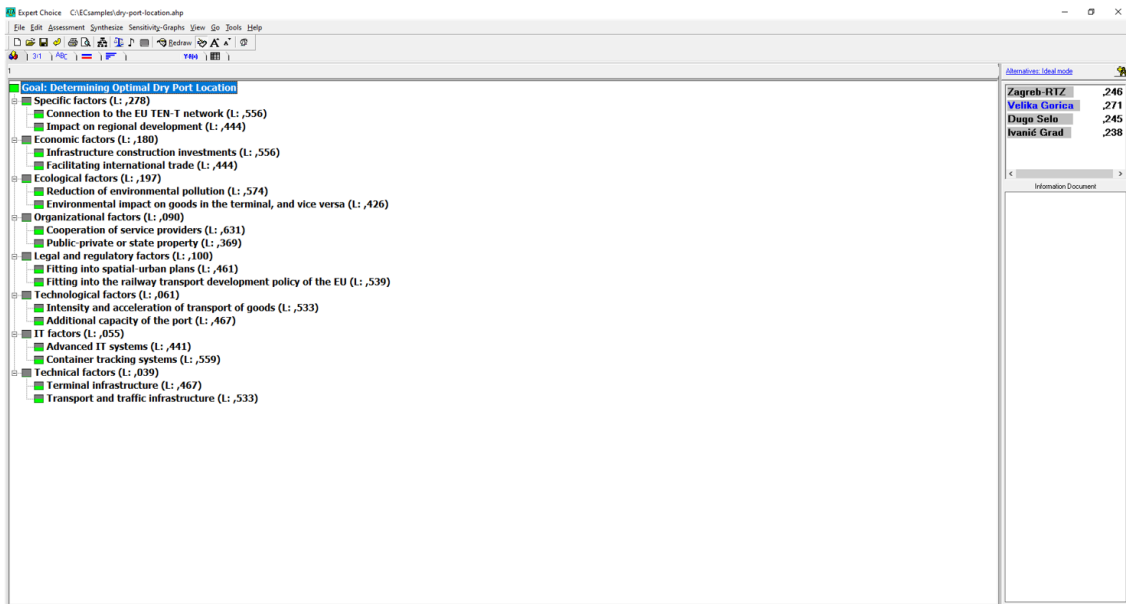 Expert Choice C:\ECsamples\dry-port-location.ahp
File Edit Assessment Synthesize Sensitivity-Graphs View Go Tools Help
Redraw
3:1 ABC Y-f(x)
1
Alternatives: Ideal mode
Goal: Determining Optimal Dry Port Location
Specific factors (L: ,278)
Connection to the EU TEN-T network (L: ,556)
Impact on regional development (L: ,444)
Economic factors (L: ,180)
Infrastructure construction investments (L: ,556)
Facilitating international trade (L: ,444)
Ecological factors (L: ,197)
Reduction of environmental pollution (L: ,574)
Environmental impact on goods in the terminal, and vice versa (L: ,426)
Organizational factors (L: ,090)
Cooperation of service providers (L: ,631)
Public-private or state property (L: ,369)
Legal and regulatory factors (L: ,100)
Fitting into spatial-urban plans (L: ,461)
Fitting into the railway transport development policy of the EU (L: ,539)
Technological factors (L: ,061)
Intensity and acceleration of transport of goods (L: ,533)
Additional capacity of the port (L: ,467)
IT factors (L: ,055)
Advanced IT systems (L: ,441)
Container tracking systems (L: ,559)
Technical factors (L: ,039)
Terminal infrastructure (L: ,467)
Transport and traffic infrastructure (L: ,533)
Zagreb-RTZ ,246
Velika Gorica ,271
Dugo Selo ,245
Ivanić Grad ,238
Information Document